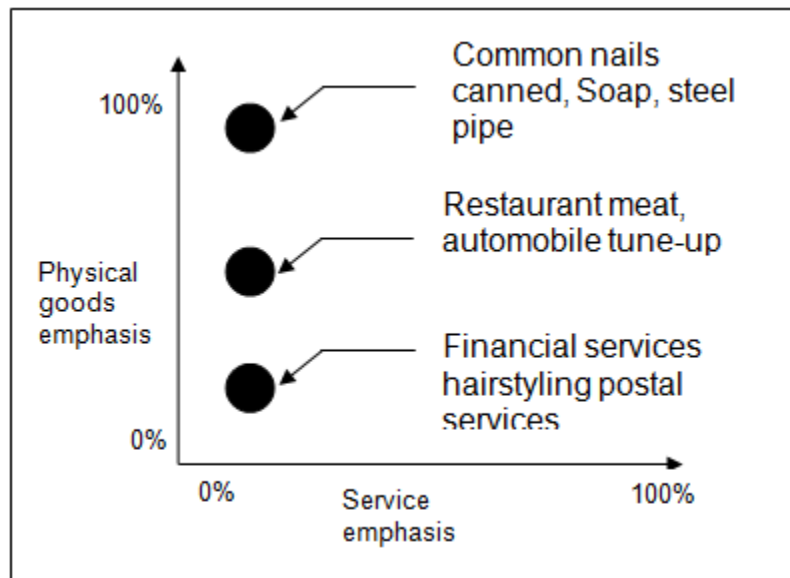 Common nails
canned, Soap, steel
pipe
100%
Restaurant meat,
automobile tune-up
Physical
goods
emphasis
Financial services
hairstyling postal
services
0%
0%
100%
Service
emphasis